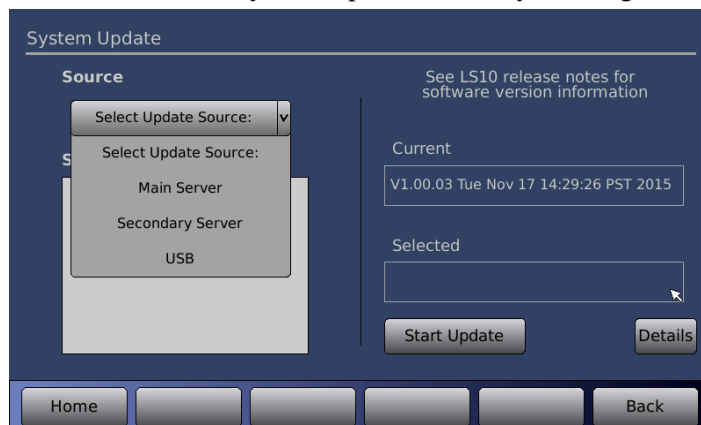 System Update
Source
Select Update Source:
v
Select Update Source:
Main Server
Secondary Server
USB
S
See LS10 release notes for
software version information
Current
V1.00.03 Tue Nov 17 14:29:26 PST 2015
Selected
Start Update
Details
Home
Back